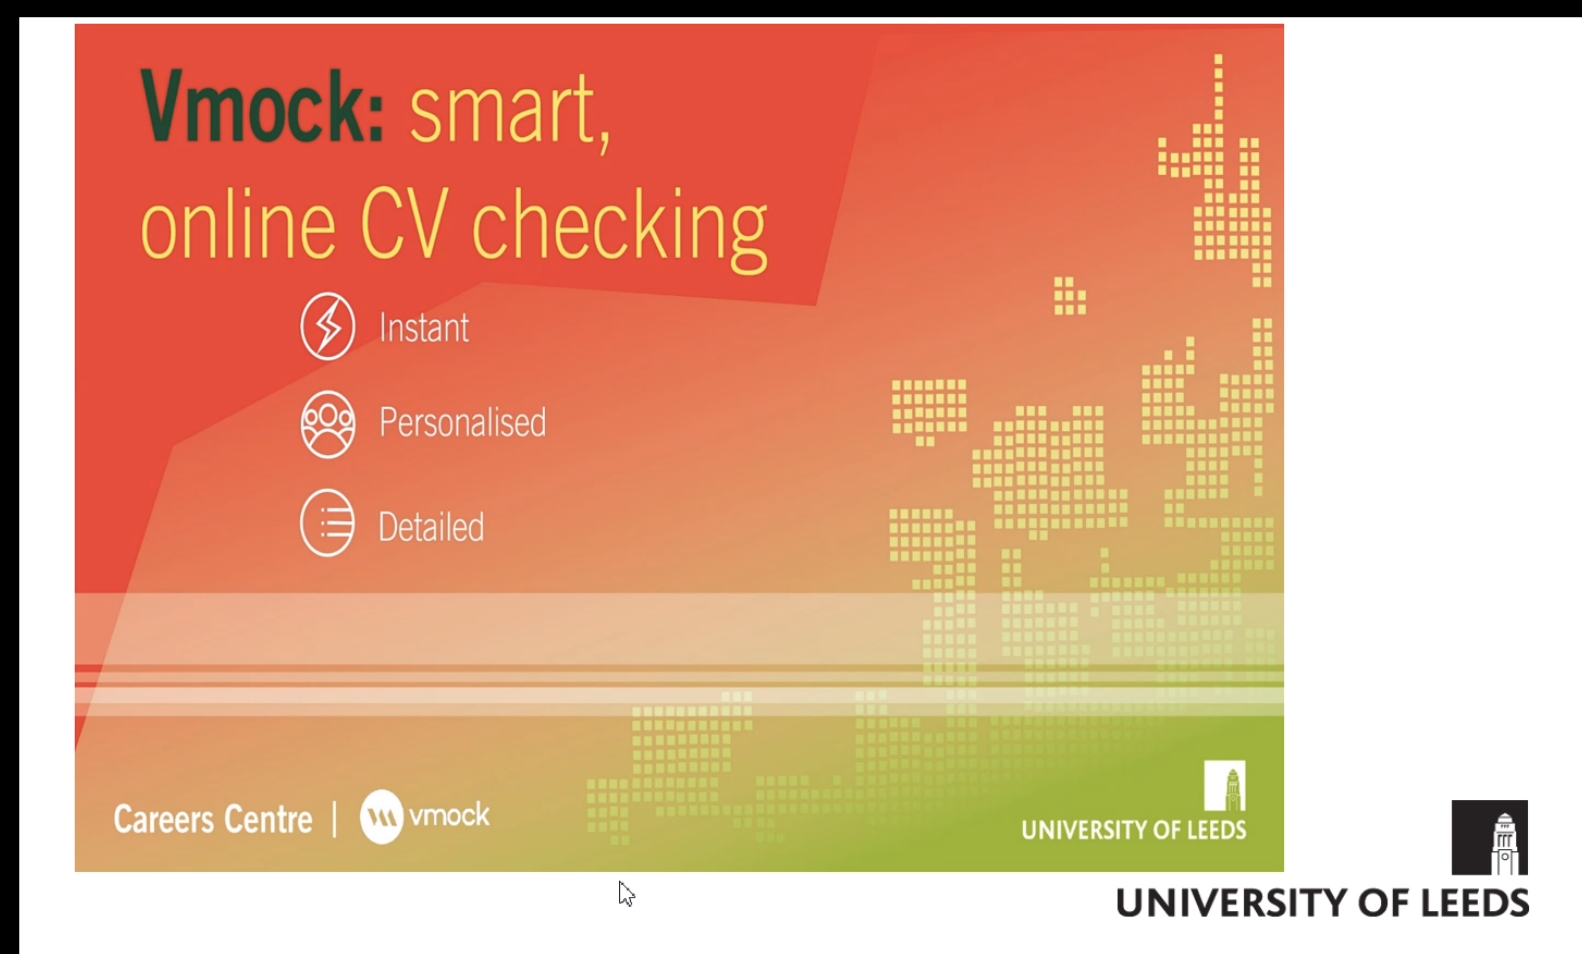 Vmock: smart,
online CV checking
Instant
Personalised
Detailed
Careers Centre | vmock
UNIVERSITY OF LEEDS
UNIVERSITY OF LEEDS